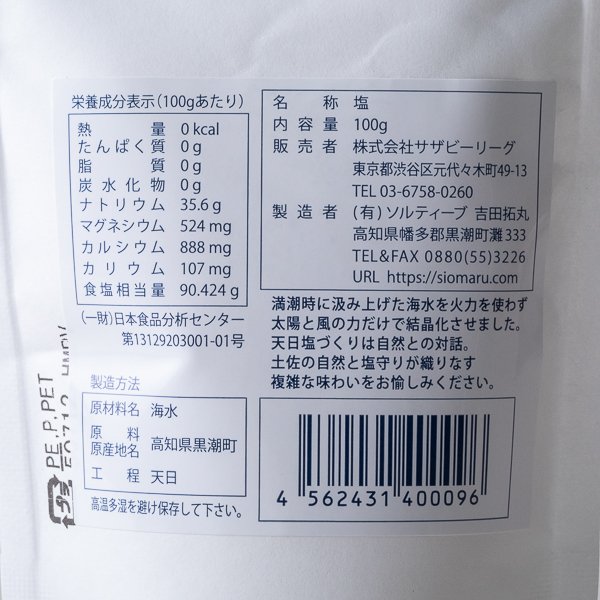 栄養成分表示（100gあたり）
熱量 0 kcal
たんぱく質 0 g
脂質 0 g
炭水化物 0 g
ナトリウム 35.6 g
マグネシウム 524 mg
カルシウム 888 mg
カリウム 107 mg
食塩相当量 90.424 g
（一財）日本食品分析センター
第13129203001-01号
製造方法
原材料名 海水
原料原産地名 高知県黒潮町
工程 天日
高温多湿を避け保存して下さい。
名称 塩
内容量 100g
販売者 株式会社サザビーリーグ
東京都渋谷区元代々木町49-13
TEL 03-6758-0260
製造者 （有）ソルティーブ 吉田拓丸
高知県幡多郡黒潮町灘333
TEL&FAX 0880(55)3226
URL https://siomaru.com
満潮時に汲み上げた海水を火力を使わず
太陽と風の力だけで結晶化させました。
天日塩づくりは自然との対話。
土佐の自然と塩守りが織りなす
複雑な味わいをお愉しみください。
4 562431 400096
プラ
PE,P,PET